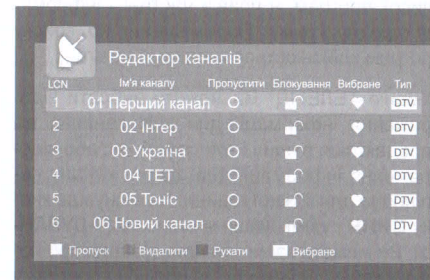 Редактор каналів
LCN Ім'я каналу Пропустити Блокування Вибране Тип
1 01 Перший канал DTV
2 02 Інтер DTV
3 03 Україна DTV
4 04 ТЕТ DTV
5 05 Тоніс DTV
6 06 Новий канал DTV
Пропуск Видалити Рухати Вибране